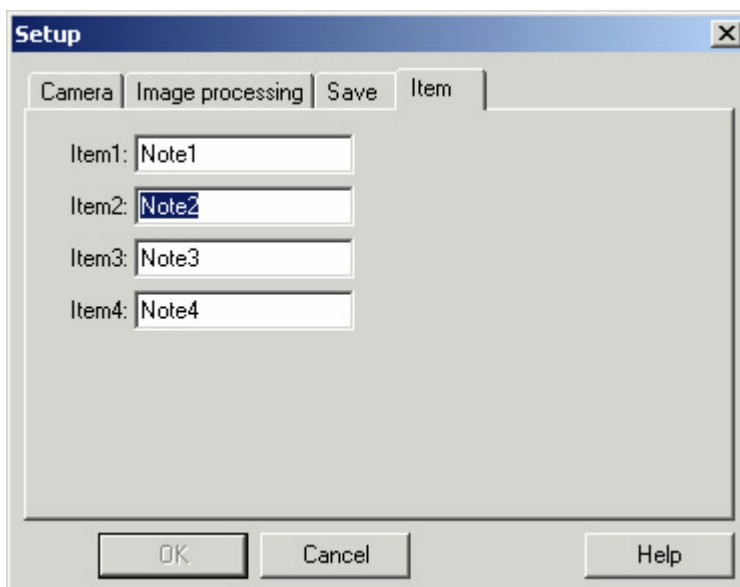 Setup
Camera Image processing Save Item
Item1: Note1
Item2: Note2
Item3: Note3
Item4: Note4
OK Cancel Help